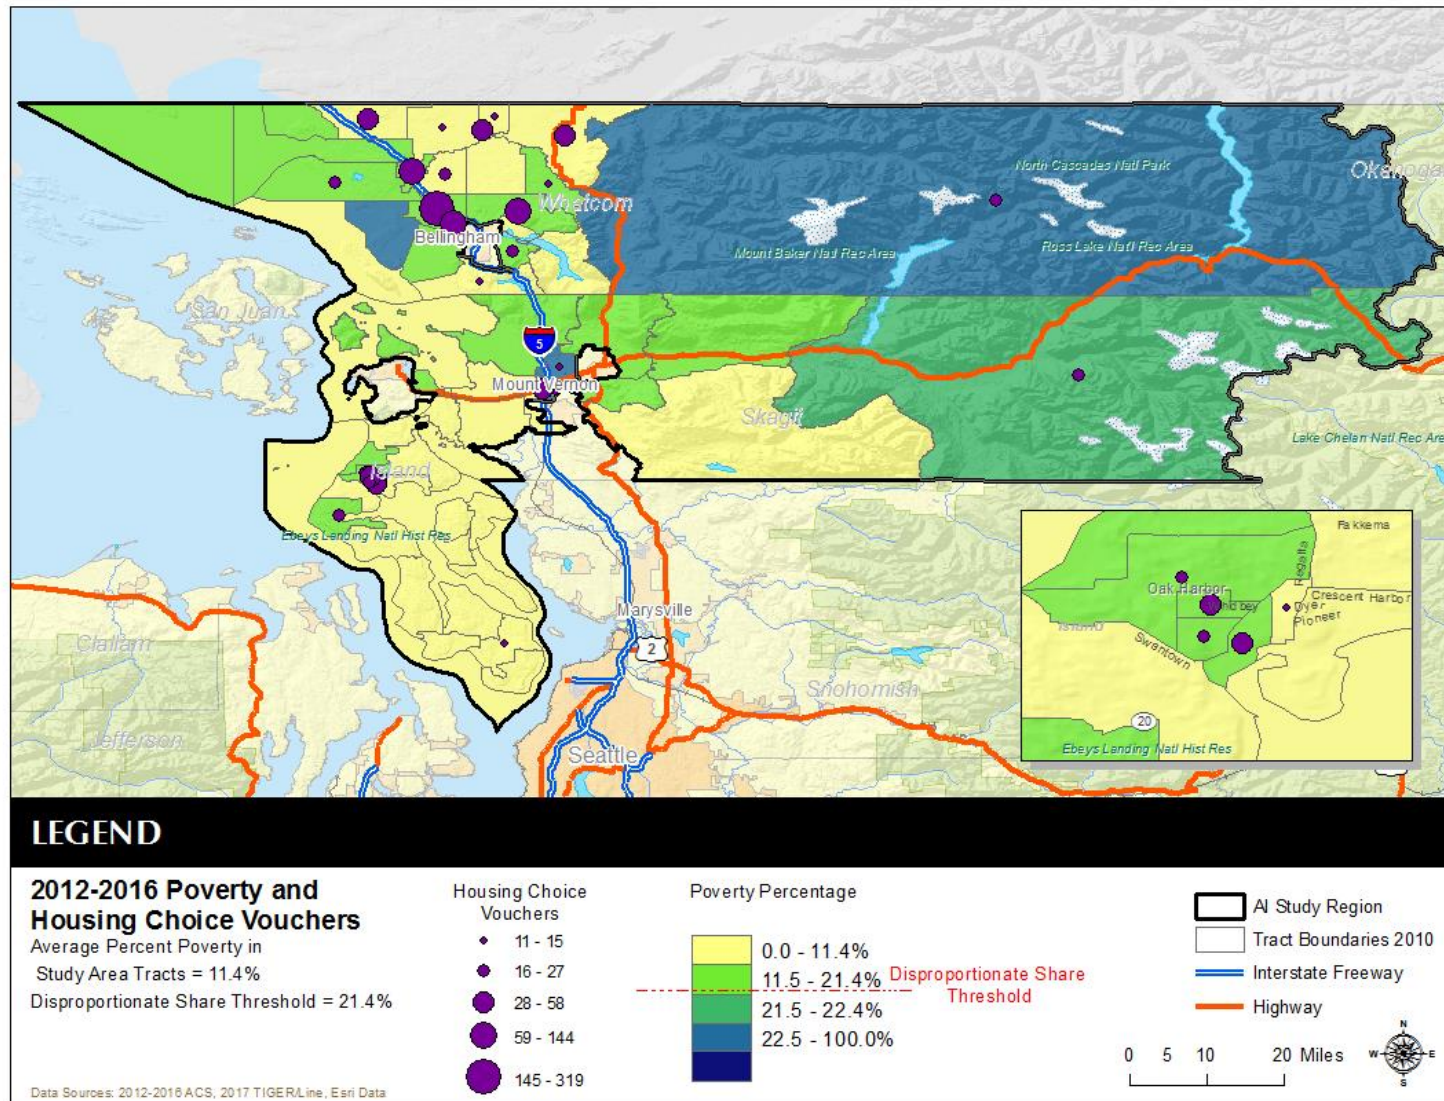 North Cascades Natl Park
Okanoga
Whatcom
Bellingham
Mount Baker Natl Rec Area
Ross Lake Natl Rec Area
San Juan
5
Mount Vernon
Skagit
Lake Chelan Natl Rec Are
Island
Ebeys Landing Natl Hist Res
Pakkema
Regatta
Oak Harbor
Crescent Harbor
Dyer
Pioneer
Island
Swantown
20
Ebeys Landing Natl Hist Res
Marysville
2
Clallam
Snohomish
Jefferson
Seattle
LEGEND
2012-2016 Poverty and
Housing Choice Vouchers
Average Percent Poverty in
Study Area Tracts = 11.4%
Disproportionate Share Threshold = 21.4%
Data Sources: 2012-2016 ACS, 2017 TIGER/Line, Esri Data
Housing Choice
Vouchers
11 - 15
16 - 27
28 - 58
59 - 144
145 - 319
Poverty Percentage
0.0 - 11.4%
11.5 - 21.4%
21.5 - 22.4%
22.5 - 100.0%
Disproportionate Share
Threshold
AI Study Region
Tract Boundaries 2010
Interstate Freeway
Highway
0 5 10 20 Miles
N
W E
S